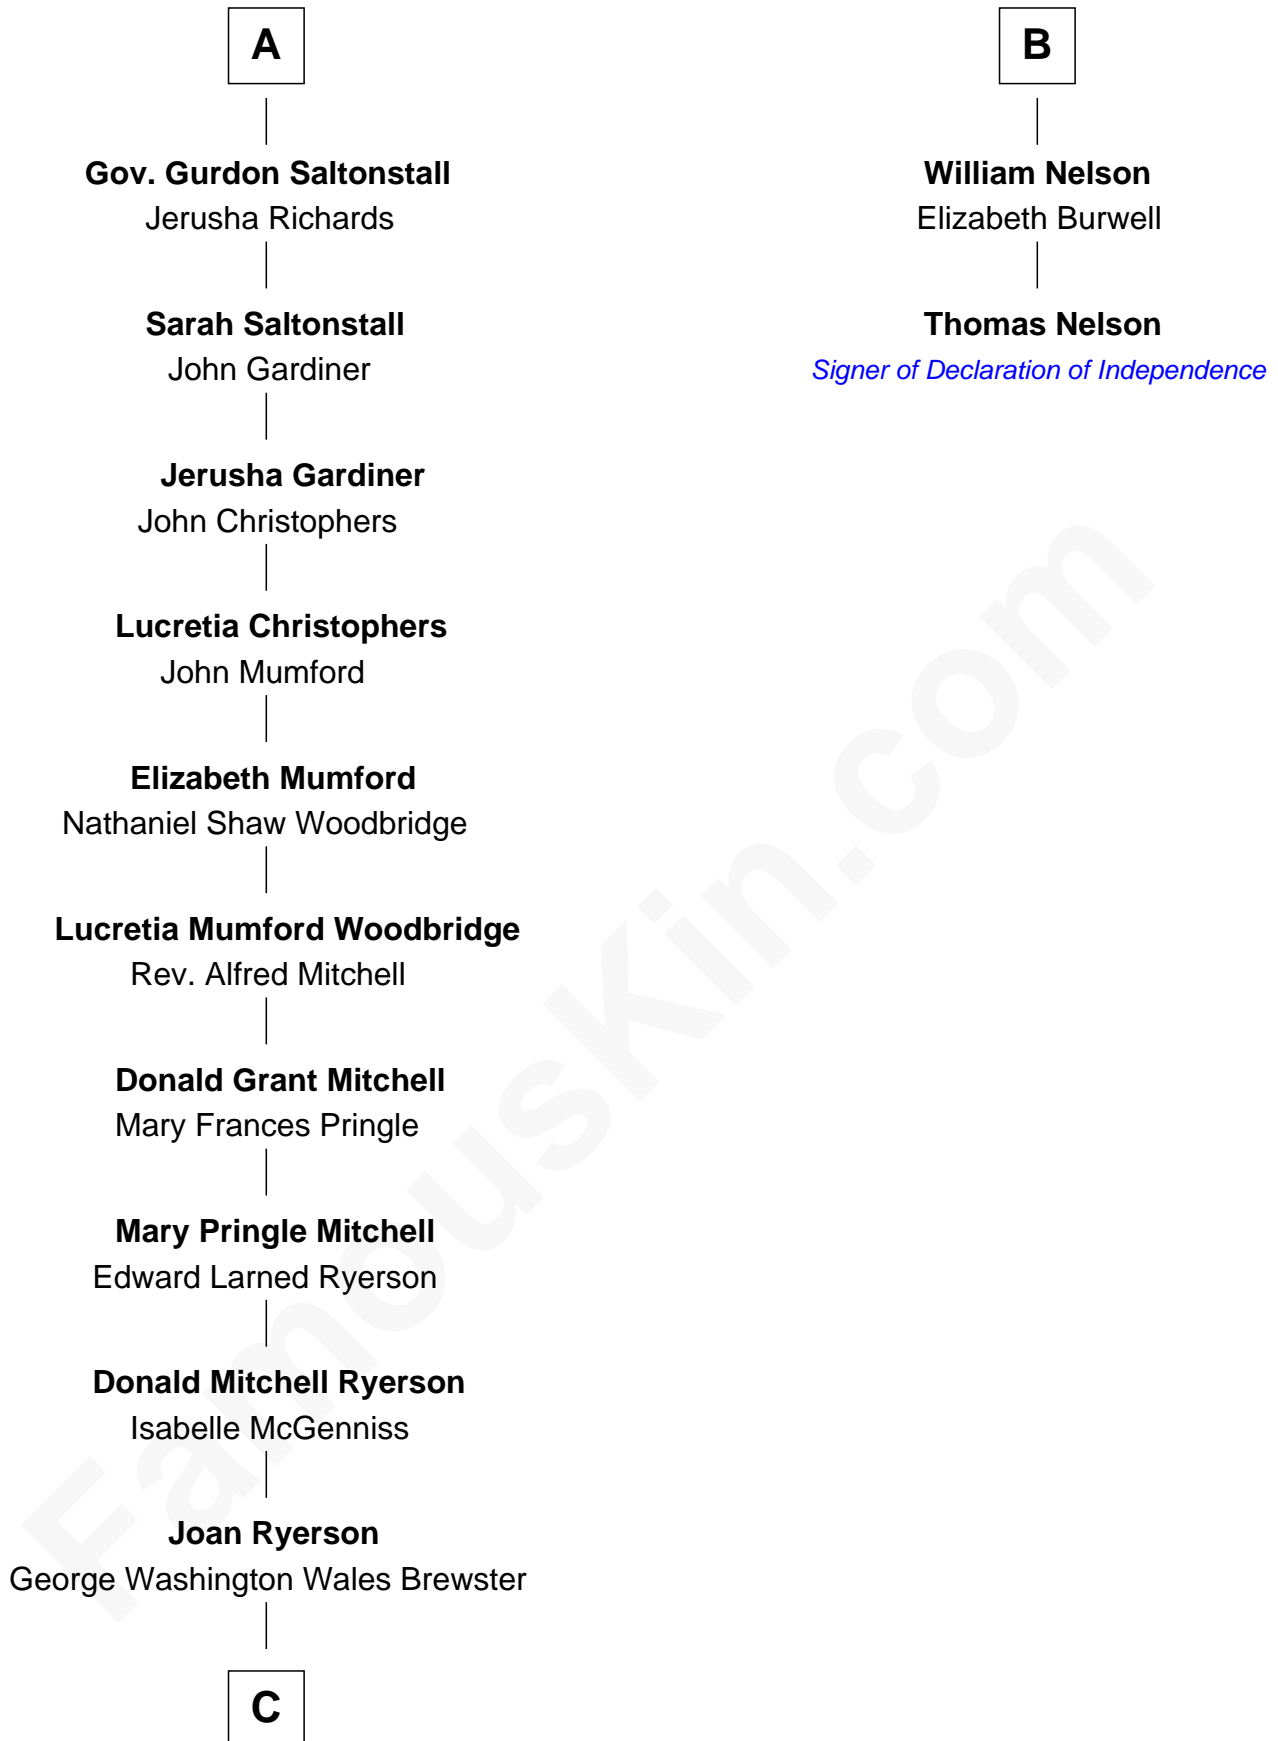 A
Gov. Gurdon Saltonstall
Jerusha Richards
Sarah Saltonstall
John Gardiner
Jerusha Gardiner
John Christophers
Lucretia Christophers
John Mumford
Elizabeth Mumford
Nathaniel Shaw Woodbridge
Lucretia Mumford Woodbridge
Rev. Alfred Mitchell
Donald Grant Mitchell
Mary Frances Pringle
Mary Pringle Mitchell
Edward Larned Ryerson
Donald Mitchell Ryerson
Isabelle McGenniss
Joan Ryerson
George Washington Wales Brewster
C
B
William Nelson
Elizabeth Burwell
Thomas Nelson
Signer of Declaration of Independence
FamousKin.com